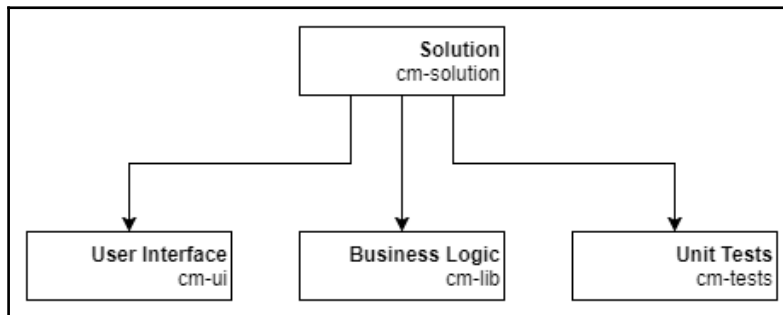 Solution
cm-solution
User Interface
cm-ui
Business Logic
cm-lib
Unit Tests
cm-tests